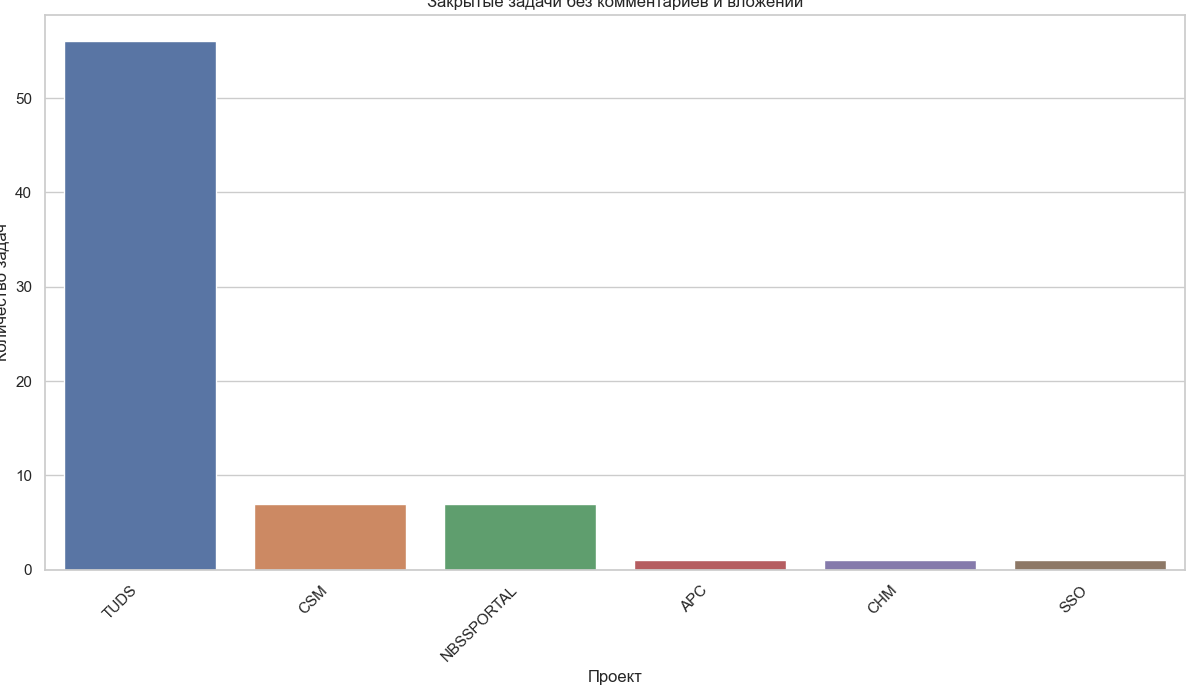 Закрытые задачи без комментариев и вложений
Количество задач
50
40
30
20
10
0
TUDS
CSM
NBSSPORTAL
APC
CHM
SSO
Проект